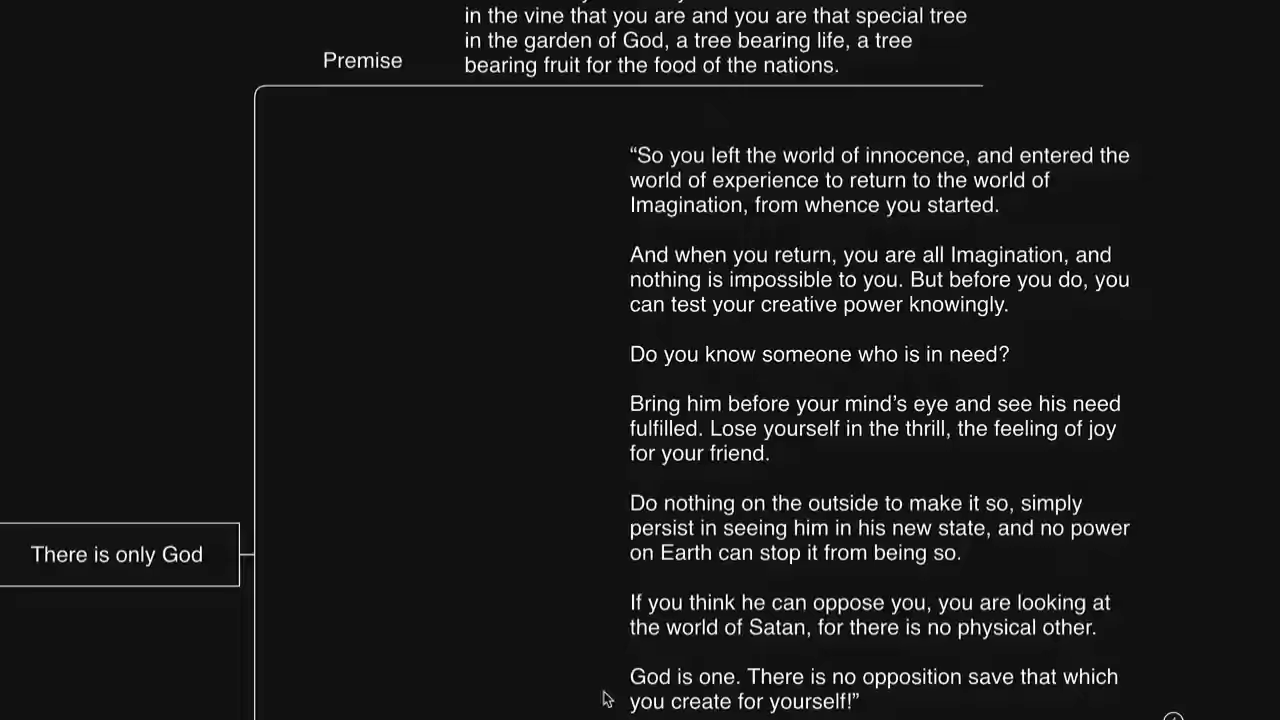 in the vine that you are and you are that special tree
in the garden of God, a tree bearing life, a tree
bearing fruit for the food of the nations.
Premise
“So you left the world of innocence, and entered the
world of experience to return to the world of
Imagination, from whence you started.
And when you return, you are all Imagination, and
nothing is impossible to you. But before you do, you
can test your creative power knowingly.
Do you know someone who is in need?
Bring him before your mind’s eye and see his need
fulfilled. Lose yourself in the thrill, the feeling of joy
for your friend.
Do nothing on the outside to make it so, simply
persist in seeing him in his new state, and no power
on Earth can stop it from being so.
There is only God
If you think he can oppose you, you are looking at
the world of Satan, for there is no physical other.
God is one. There is no opposition save that which
you create for yourself!”